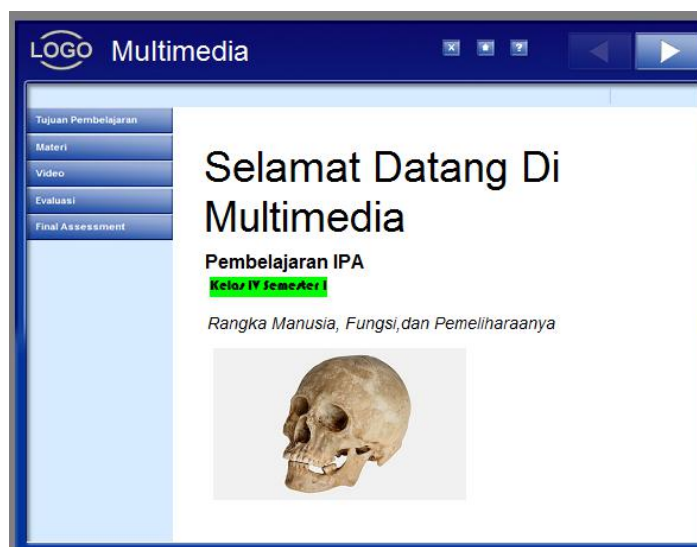 LOGO Multimedia
Tujuan Pembelajaran
Materi
Video
Evaluasi
Final Assessment
Selamat Datang Di
Multimedia
Pembelajaran IPA
Kelas IV Semester I
Rangka Manusia, Fungsi,dan Pemeliharaanya